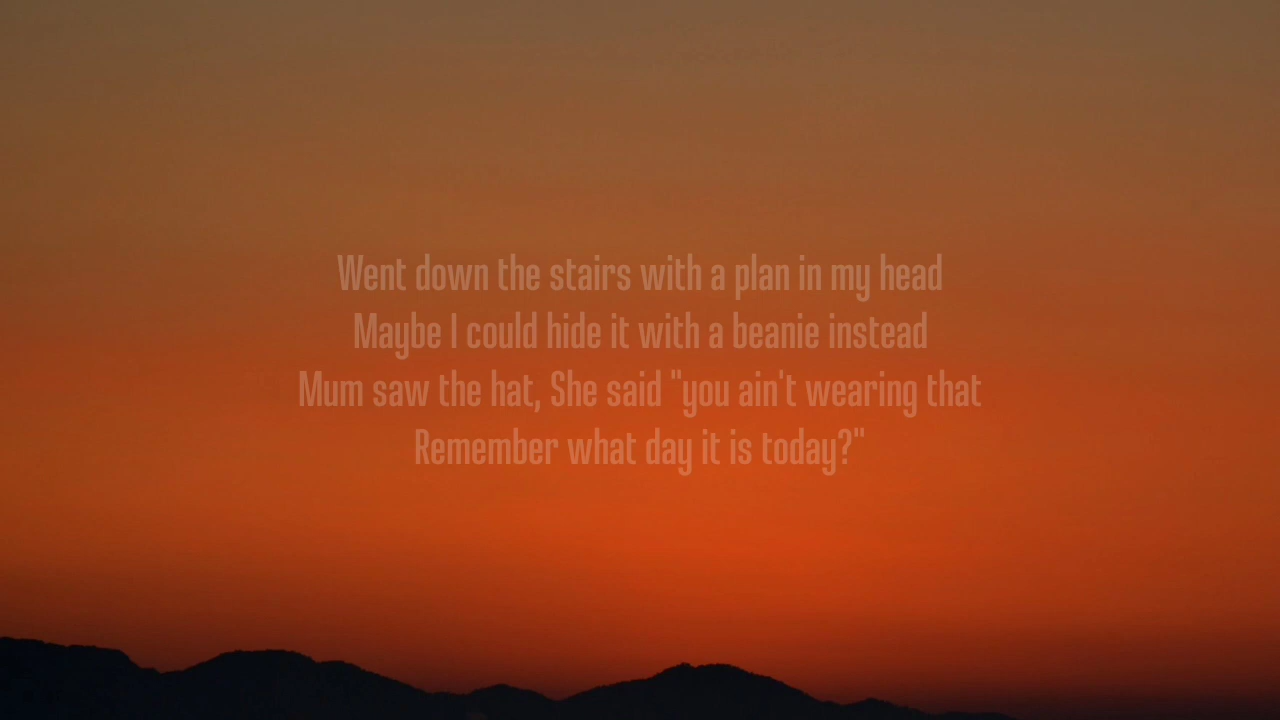 Went down the stairs with a plan in my head
Maybe I could hide it with a beanie instead
Mum saw the hat, She said "you ain't wearing that
Remember what day it is today?"